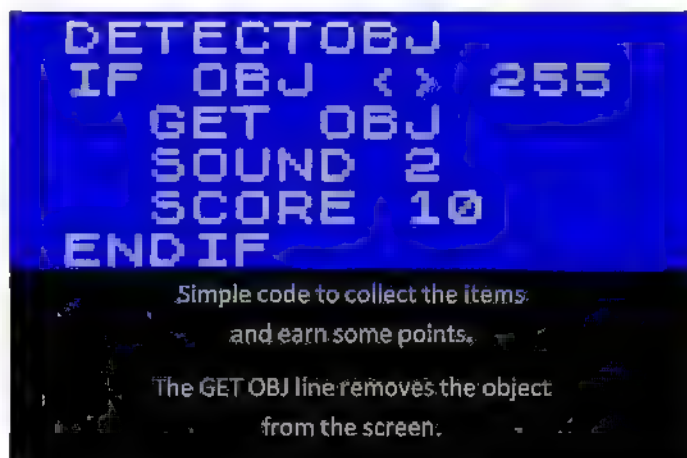 DETECTOBJ
IF OBJ <> 255
GET OBJ
SOUND 2
SCORE 10
ENDIF
Simple code to collect the items
and earn some points.
The GET OBJ line removes the object
from the screen.